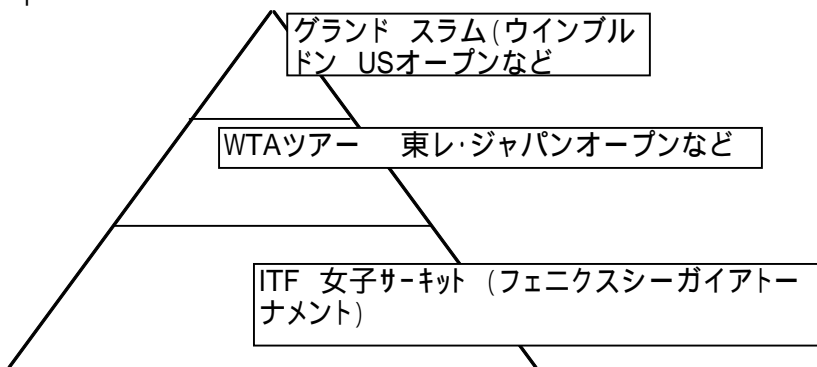 グランド スラム(ウインブル
ドン USオープンなど
WTAツアー　東レ･ジャパンオープンなど
ITF 女子ｻｰｷｯﾄ (フェニクスシーガイアトー
ナメント)